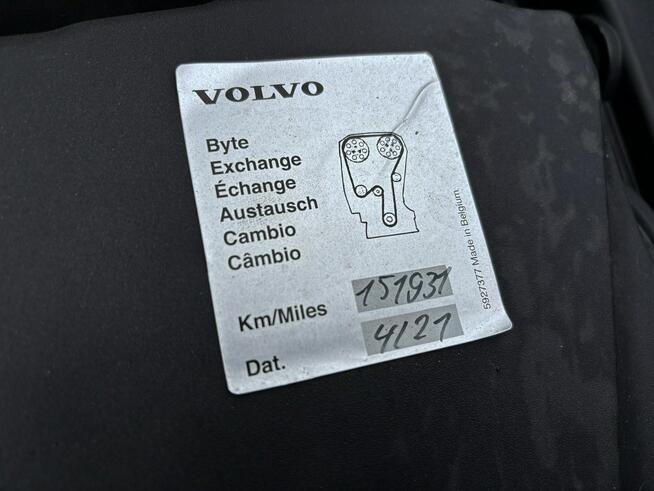 VOLVO
Byte
Exchange
Échange
Austausch
Cambio
Câmbio
Km/Miles 151931
Dat. 4/21
5927377 Made in Belgium